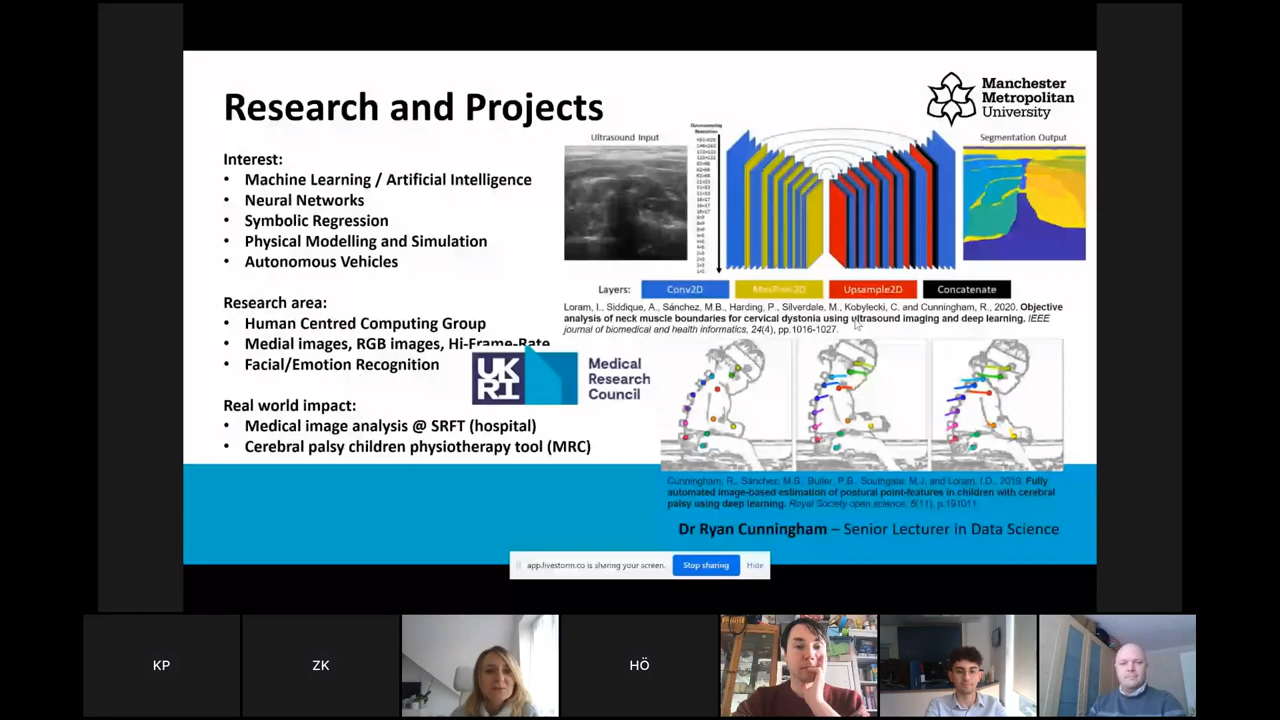 Research and Projects
Manchester
Metropolitan
University
Interest:
• Machine Learning / Artificial Intelligence
• Neural Networks
• Symbolic Regression
• Physical Modelling and Simulation
• Autonomous Vehicles
Research area:
• Human Centred Computing Group
• Medial images, RGB images, Hi-Frame-Rate
• Facial/Emotion Recognition
UK
RI
Medical
Research
Council
Real world impact:
• Medical image analysis @ SRFT (hospital)
• Cerebral palsy children physiotherapy tool (MRC)
Ultrasound Input
Segmentation Output
Layers: Conv2D MaxPool2D Upsample2D Concatenate
Loram, I., Siddique, A., Sánchez, M.B., Harding, P., Silverdale, M., Kobylecki, C. and Cunningham, R., 2020. Objective
analysis of neck muscle boundaries for cervical dystonia using ultrasound imaging and deep learning. IEEE
journal of biomedical and health informatics, 24(4), pp.1016-1027.
Cunningham, R., Sánchez, M.B., Butler, P.B., Southgate, M.J. and Loram, I.D., 2019. Fully
automated image-based estimation of postural point-features in children with cerebral
palsy using deep learning. Royal Society open science, 6(11), p.191011.
Dr Ryan Cunningham – Senior Lecturer in Data Science
app.livestorm.co is sharing your screen. Stop sharing Hide
KP
ZK
HÖ